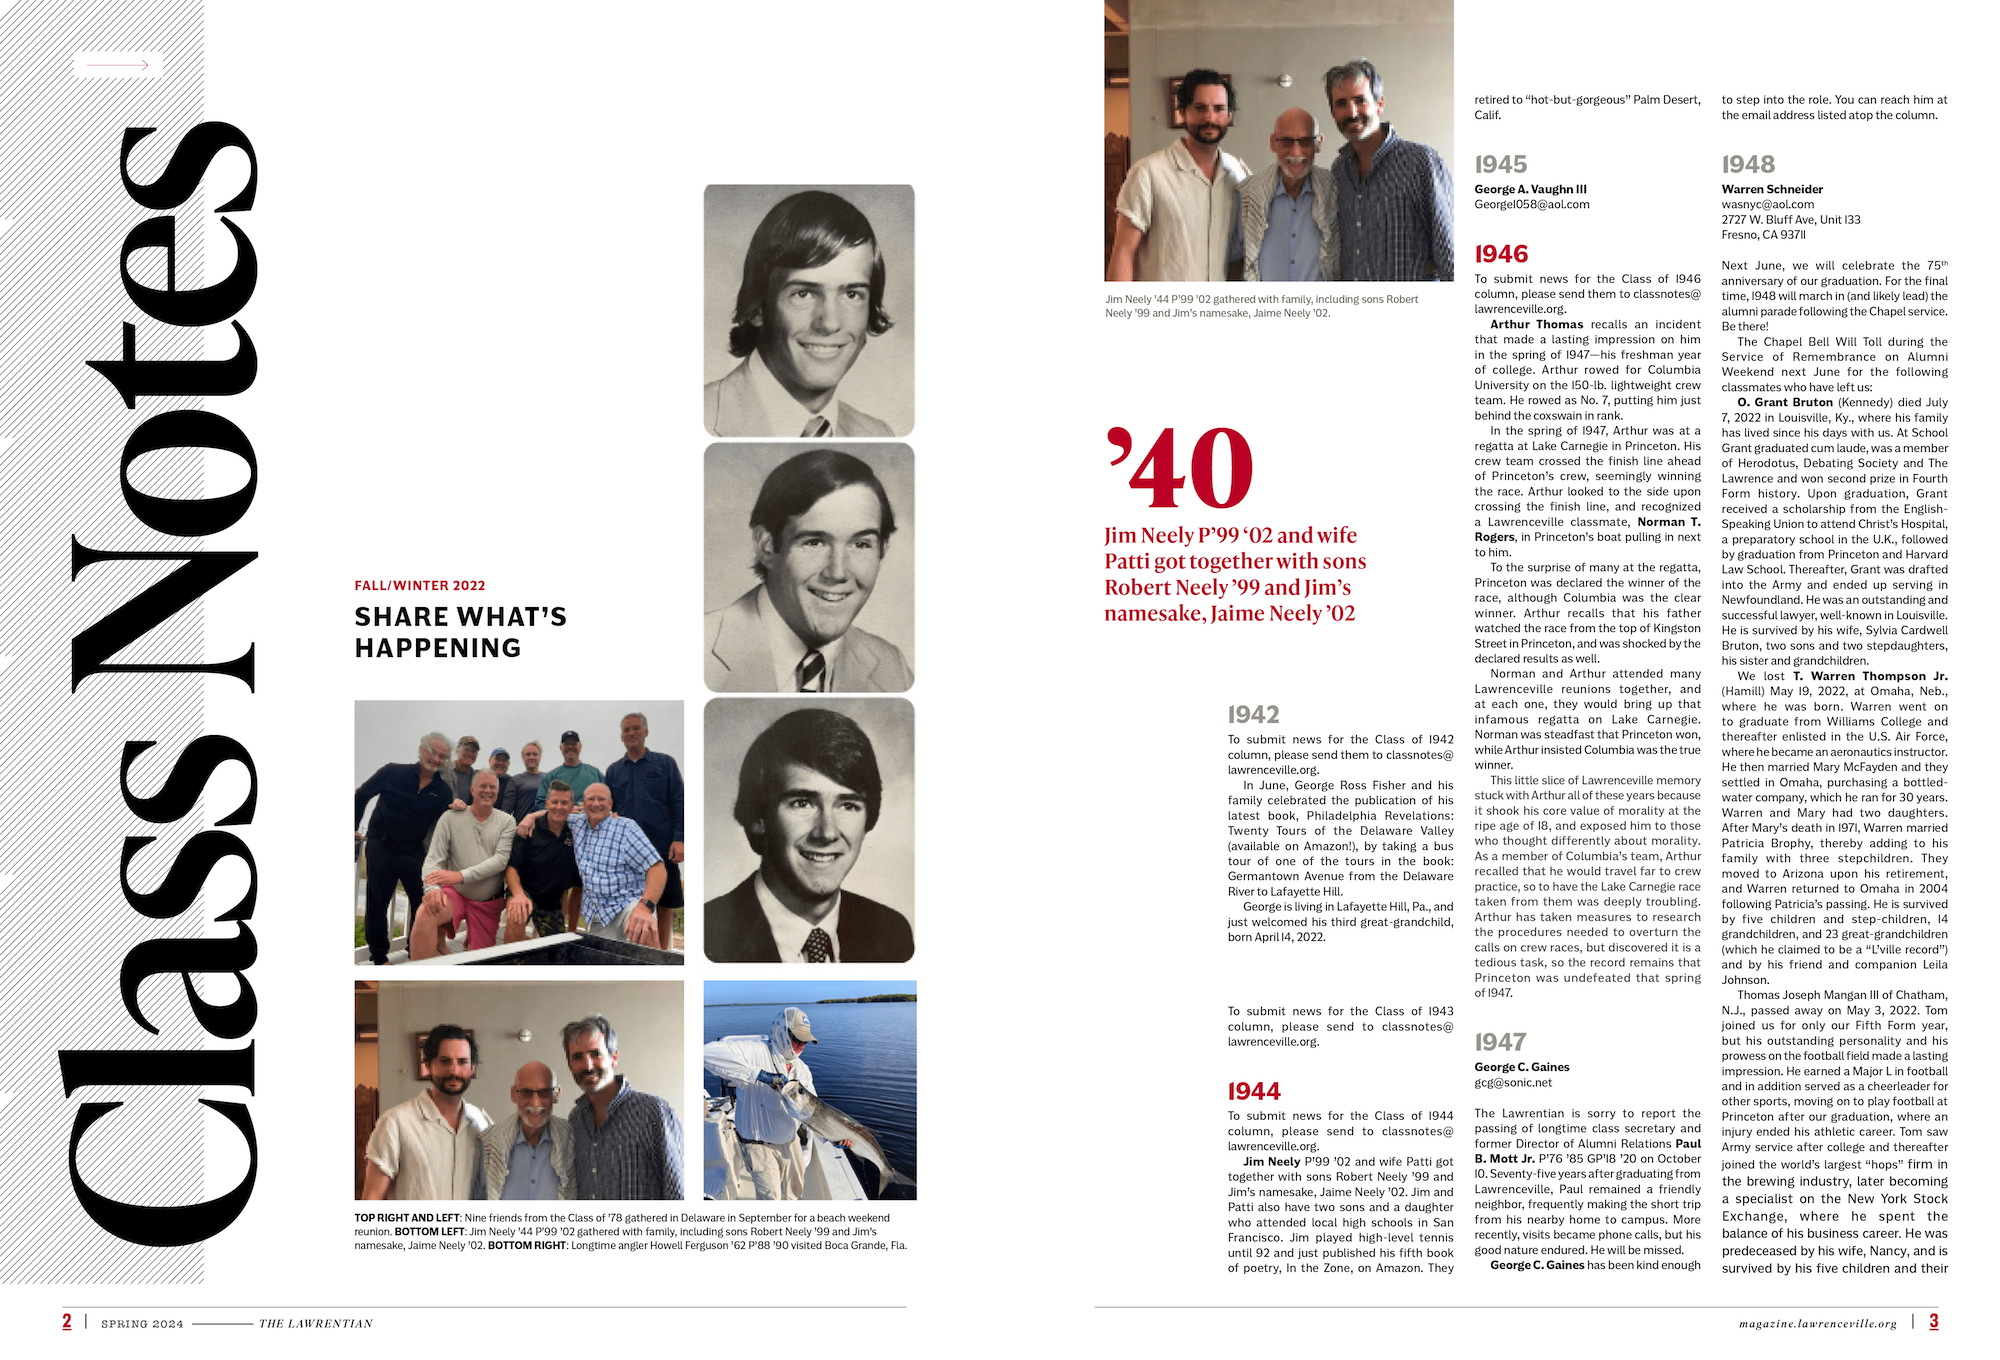 Class Notes
FALL/WINTER 2022
SHARE WHAT'S
HAPPENING
TOP RIGHT AND LEFT: Nine friends from the Class of '78 gathered in Delaware in September for a beach weekend
reunion. BOTTOM LEFT: Jim Neely '44 P'99 '02 gathered with family, including sons Robert Neely '99 and Jim's
namesake, Jaime Neely '02. BOTTOM RIGHT: Longtime angler Howell Ferguson '62 P'88 '90 visited Boca Grande, Fla.
2 | SPRING 2024 THE LAWRENTIAN
Jim Neely '44 P'99 '02 gathered with family, including sons Robert
Neely '99 and Jim's namesake, Jaime Neely '02.
'40
Jim Neely P'99 '02 and wife
Patti got together with sons
Robert Neely '99 and Jim's
namesake, Jaime Neely '02
1942
To submit news for the Class of 1942
column, please send them to classnotes@
lawrenceville.org.
In June, George Ross Fisher and his
family celebrated the publication of his
latest book, Philadelphia Revelations:
Twenty Tours of the Delaware Valley
(available on Amazon!), by taking a bus
tour of one of the tours in the book:
Germantown Avenue from the Delaware
River to Lafayette Hill.
George is living in Lafayette Hill, Pa., and
just welcomed his third great-grandchild,
born April 14, 2022.
To submit news for the Class of 1943
column, please send to classnotes@
lawrenceville.org.
1944
To submit news for the Class of 1944
column, please send to classnotes@
lawrenceville.org.
Jim Neely P'99 '02 and wife Patti got
together with sons Robert Neely '99 and
Jim's namesake, Jaime Neely '02. Jim and
Patti also have two sons and a daughter
who attended local high schools in San
Francisco. Jim played high-level tennis
until 92 and just published his fifth book
of poetry, In the Zone, on Amazon. They
retired to “hot-but-gorgeous” Palm Desert,
Calif.
1945
George A. Vaughn III
George1058@aol.com
1946
To submit news for the Class of 1946
column, please send them to classnotes@
lawrenceville.org.
Arthur Thomas recalls an incident
that made a lasting impression on him
in the spring of 1947—his freshman year
of college. Arthur rowed for Columbia
University on the 150-lb. lightweight crew
team. He rowed as No. 7, putting him just
behind the coxswain in rank.
In the spring of 1947, Arthur was at a
regatta at Lake Carnegie in Princeton. His
crew team crossed the finish line ahead
of Princeton's crew, seemingly winning
the race. Arthur looked to the side upon
crossing the finish line, and recognized
a Lawrenceville classmate, Norman T.
Rogers, in Princeton's boat pulling in next
to him.
To the surprise of many at the regatta,
Princeton was declared the winner of the
race, although Columbia was the clear
winner. Arthur recalls that his father
watched the race from the top of Kingston
Street in Princeton, and was shocked by the
declared results as well.
Norman and Arthur attended many
Lawrenceville reunions together, and
at each one, they would bring up that
infamous regatta on Lake Carnegie.
Norman was steadfast that Princeton won,
while Arthur insisted Columbia was the true
winner.
This little slice of Lawrenceville memory
stuck with Arthur all of these years because
it shook his core value of morality at the
ripe age of 18, and exposed him to those
who thought differently about morality.
As a member of Columbia's team, Arthur
recalled that he would travel far to crew
practice, so to have the Lake Carnegie race
taken from them was deeply troubling.
Arthur has taken measures to research
the procedures needed to overturn the
calls on crew races, but discovered it is a
tedious task, so the record remains that
Princeton was undefeated that spring
of 1947.
1947
George C. Gaines
gcg@sonic.net
The Lawrentian is sorry to report the
passing of longtime class secretary and
former Director of Alumni Relations Paul
B. Mott Jr. P'76 '85 GP'18 '20 on October
10. Seventy-five years after graduating from
Lawrenceville, Paul remained a friendly
neighbor, frequently making the short trip
from his nearby home to campus. More
recently, visits became phone calls, but his
good nature endured. He will be missed.
George C. Gaines has been kind enough
to step into the role. You can reach him at
the email address listed atop the column.
1948
Warren Schneider
wasnyc@aol.com
2727 W. Bluff Ave, Unit 133
Fresno, CA 93711
Next June, we will celebrate the 75th
anniversary of our graduation. For the final
time, 1948 will march in (and likely lead) the
alumni parade following the Chapel service.
Be there!
The Chapel Bell Will Toll during the
Service of Remembrance on Alumni
Weekend next June for the following
classmates who have left us:
O. Grant Bruton (Kennedy) died July
7, 2022 in Louisville, Ky., where his family
has lived since his days with us. At School
Grant graduated cum laude, was a member
of Herodotus, Debating Society and The
Lawrence and won second prize in Fourth
Form history. Upon graduation, Grant
received a scholarship from the English-
Speaking Union to attend Christ's Hospital,
a preparatory school in the U.K., followed
by graduation from Princeton and Harvard
Law School. Thereafter, Grant was drafted
into the Army and ended up serving in
Newfoundland. He was an outstanding and
successful lawyer, well-known in Louisville.
He is survived by his wife, Sylvia Cardwell
Bruton, two sons and two stepdaughters,
his sister and grandchildren.
We lost T. Warren Thompson Jr.
(Hamill) May 19, 2022, at Omaha, Neb.,
where he was born. Warren went on
to graduate from Williams College and
thereafter enlisted in the U.S. Air Force,
where he became an aeronautics instructor.
He then married Mary McFayden and they
settled in Omaha, purchasing a bottled-
water company, which he ran for 30 years.
Warren and Mary had two daughters.
After Mary's death in 1971, Warren married
Patricia Brophy, thereby adding to his
family with three stepchildren. They
moved to Arizona upon his retirement,
and Warren returned to Omaha in 2004
following Patricia's passing. He is survived
by five children and step-children, 14
grandchildren, and 23 great-grandchildren
(which he claimed to be a “L'ville record”)
and by his friend and companion Leila
Johnson.
Thomas Joseph Mangan III of Chatham,
N.J., passed away on May 3, 2022. Tom
joined us for only our Fifth Form year,
but his outstanding personality and his
prowess on the football field made a lasting
impression. He earned a Major L in football
and in addition served as a cheerleader for
other sports, moving on to play football at
Princeton after our graduation, where an
injury ended his athletic career. Tom saw
Army service after college and thereafter
joined the world's largest “hops” firm in
the brewing industry, later becoming
a specialist on the New York Stock
Exchange, where he spent the
balance of his business career. He was
predeceased by his wife, Nancy, and is
survived by his five children and their
magazine.lawrenceville.org | 3